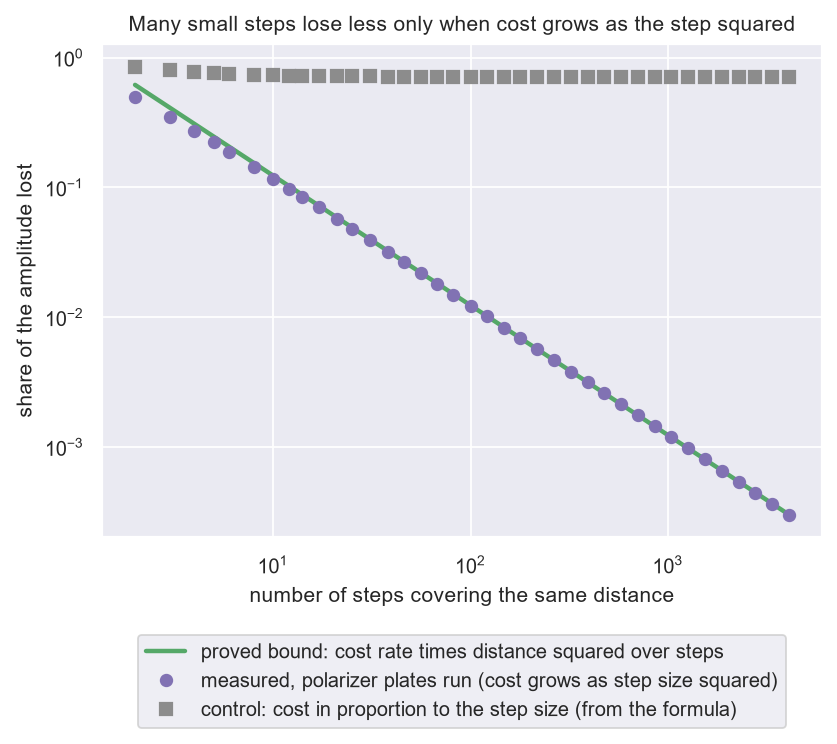 Many small steps lose less only when cost grows as the step squared
share of the amplitude lost
10⁰
10⁻¹
10⁻²
10⁻³
10¹
10²
10³
number of steps covering the same distance
proved bound: cost rate times distance squared over steps
measured, polarizer plates run (cost grows as step size squared)
control: cost in proportion to the step size (from the formula)